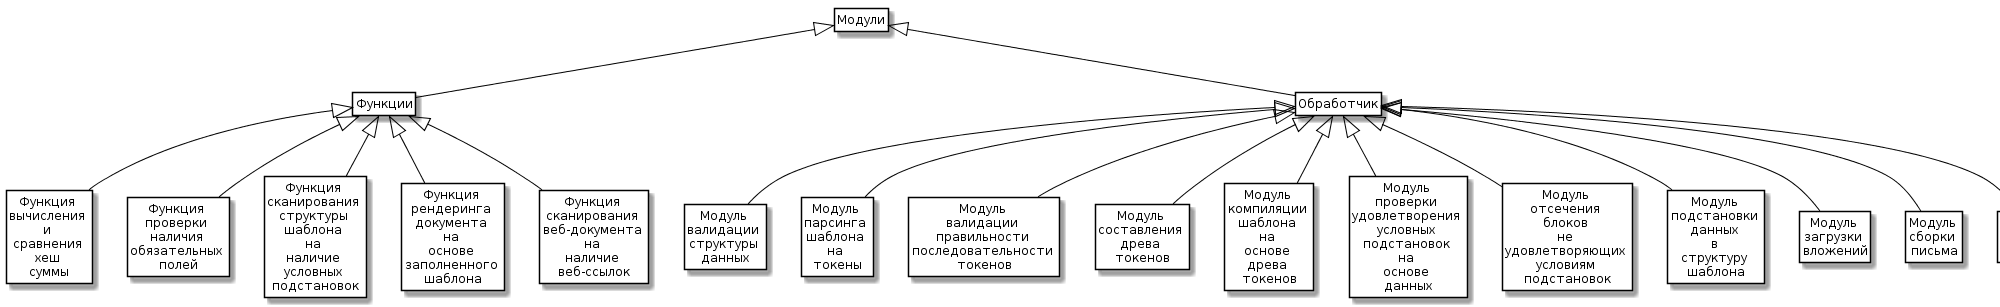 Модули
Функции
Обработчик
Функция
вычисления
и
сравнения
хеш
суммы
Функция
проверки
наличия
обязательных
полей
Функция
сканирования
структуры
шаблона
на
наличие
условных
подстановок
Функция
рендеринга
документа
на
основе
заполненного
шаблона
Функция
сканирования
веб-документа
на
наличие
веб-ссылок
Модуль
валидации
структуры
данных
Модуль
парсинга
шаблона
на
токены
Модуль
валидации
правильности
последовательности
токенов
Модуль
составления
древа
токенов
Модуль
компиляции
шаблона
на
основе
древа
токенов
Модуль
проверки
удовлетворения
условных
подстановок
на
основе
данных
Модуль
отсечения
блоков
не
удовлетворяющих
условиям
подстановок
Модуль
подстановки
данных
в
структуру
шаблона
Модуль
загрузки
вложений
Модуль
сборки
письма